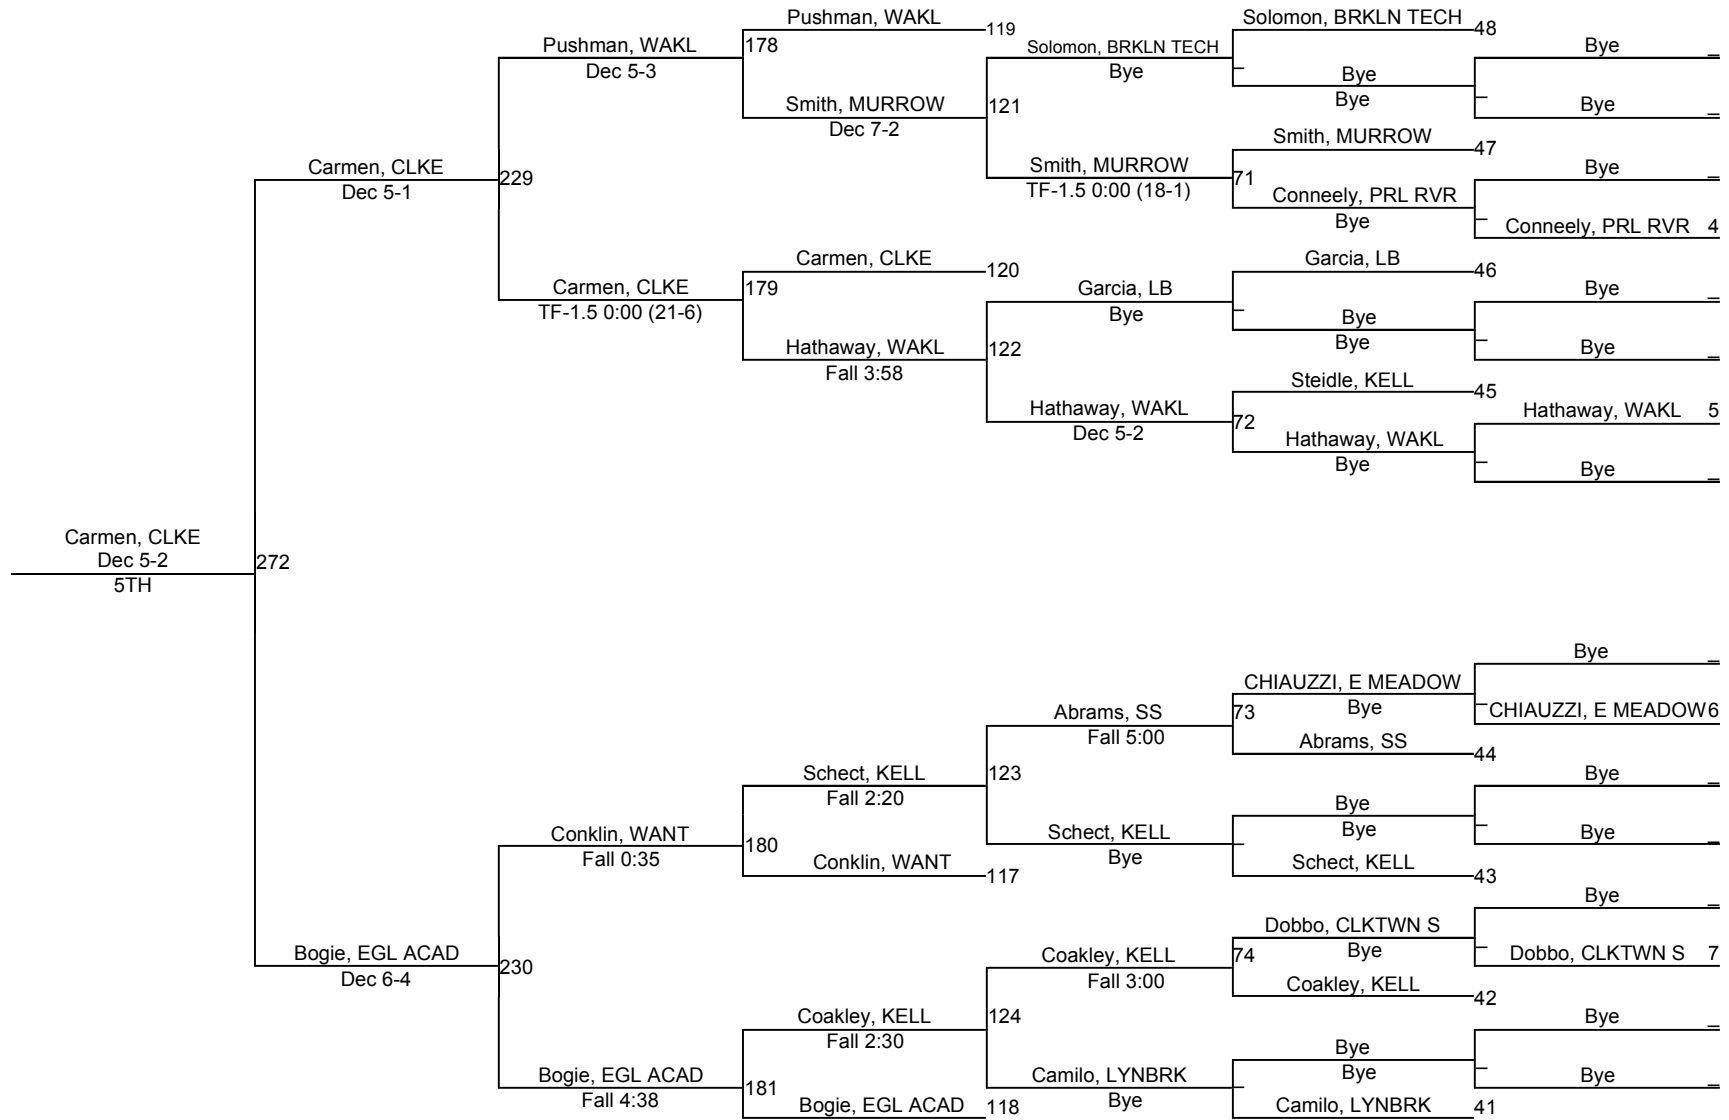 Pushman, WAKL
119
Solomon, BRKLN TECH
48
Pushman, WAKL
178
Dec 5-3
Solomon, BRKLN TECH
Bye
_
Bye
_
Bye
Bye
_
Bye
_
Smith, MURROW
121
Dec 7-2
Smith, MURROW
47
Carmen, CLKE
229
Dec 5-1
Smith, MURROW
71
TF-1.5 0:00 (18-1)
Bye
_
Conneely, PRL RVR
Bye
_
Conneely, PRL RVR 4
Carmen, CLKE
120
Garcia, LB
46
Carmen, CLKE
179
TF-1.5 0:00 (21-6)
Garcia, LB
Bye
_
Bye
_
Bye
Bye
_
Bye
_
Hathaway, WAKL
122
Fall 3:58
Steidle, KELL
45
Hathaway, WAKL
72
Dec 5-2
Hathaway, WAKL 5
Hathaway, WAKL
Bye
_
Bye
_
Carmen, CLKE
Dec 5-2
272
5TH
Bye
_
CHIAUZZI, E MEADOW
Bye
_
CHIAUZZI, E MEADOW 6
Abrams, SS
73
Fall 5:00
Abrams, SS
44
Schect, KELL
123
Fall 2:20
Bye
_
Bye
Bye
_
Bye
_
Conklin, WANT
180
Fall 0:35
Schect, KELL
Bye
_
Conklin, WANT
117
Schect, KELL
43
Bye
_
Dobbo, CLKTWN S
Bye
_
Dobbo, CLKTWN S 7
Bogie, EGL ACAD
230
Dec 6-4
Coakley, KELL
74
Fall 3:00
Coakley, KELL
42
Coakley, KELL
124
Fall 2:30
Bye
_
Bye
Bye
_
Bye
_
Bogie, EGL ACAD
181
Fall 4:38
Camilo, LYNBRK
Bye
_
Bogie, EGL ACAD
118
Camilo, LYNBRK
41